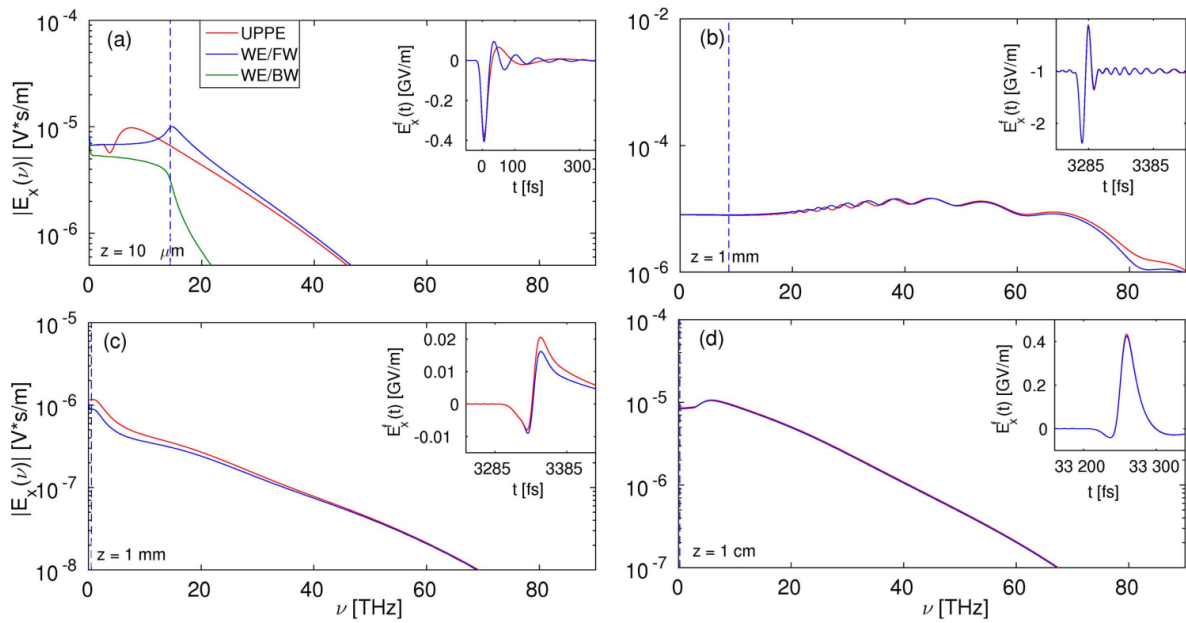 (a)
UPPE
WE/FW
WE/BW
|E_x(ν)| [V*s/m]
10^-4
10^-5
10^-6
0
20
40
60
80
z = 10 μm
E_x^f(t) [GV/m]
0
-0.2
-0.4
0
100
300
t [fs]
(b)
10^-2
10^-4
10^-6
0
20
40
60
80
z = 1 mm
E_x^f(t) [GV/m]
-1
-2
3285
3385
t [fs]
(c)
|E_x(ν)| [V*s/m]
10^-5
10^-6
10^-7
10^-8
0
20
40
60
80
ν [THz]
z = 1 mm
E_x^f(t) [GV/m]
0.02
0.01
0
-0.01
3285
3385
t [fs]
(d)
10^-4
10^-5
10^-6
10^-7
0
20
40
60
80
ν [THz]
z = 1 cm
E_x^f(t) [GV/m]
0.4
0.2
0
33 200
33 300
t [fs]